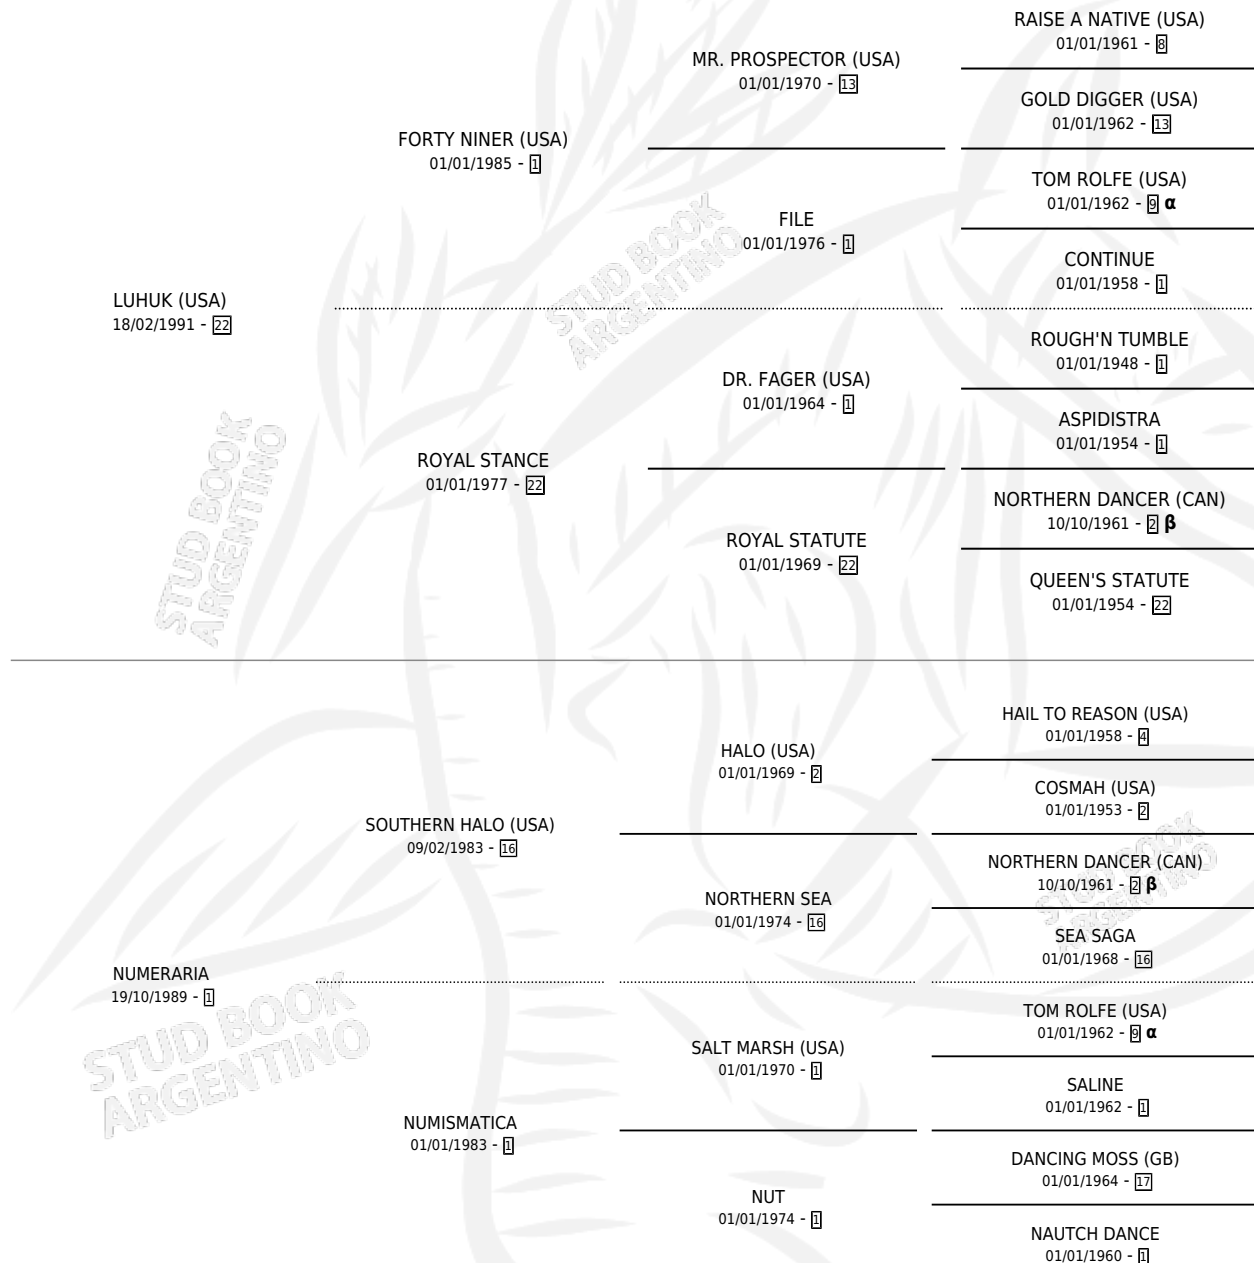 RAISE A NATIVE (USA)
01/01/1961 - 8
MR. PROSPECTOR (USA)
01/01/1970 - 13
GOLD DIGGER (USA)
01/01/1962 - 13
FORTY NINER (USA)
01/01/1985 - 1
TOM ROLFE (USA)
01/01/1962 - 9 α
FILE
01/01/1976 - 1
CONTINUE
01/01/1958 - 1
LUHUK (USA)
18/02/1991 - 22
ROUGH'N TUMBLE
01/01/1948 - 1
DR. FAGER (USA)
01/01/1964 - 1
ASPIDISTRA
01/01/1954 - 1
ROYAL STANCE
01/01/1977 - 22
NORTHERN DANCER (CAN)
10/10/1961 - 2 β
ROYAL STATUTE
01/01/1969 - 22
QUEEN'S STATUTE
01/01/1954 - 22
HAIL TO REASON (USA)
01/01/1958 - 4
HALO (USA)
01/01/1969 - 2
COSMAH (USA)
01/01/1953 - 2
SOUTHERN HALO (USA)
09/02/1983 - 16
NORTHERN DANCER (CAN)
10/10/1961 - 2 β
NORTHERN SEA
01/01/1974 - 16
SEA SAGA
01/01/1968 - 16
NUMERARIA
19/10/1989 - 1
TOM ROLFE (USA)
01/01/1962 - 9 α
SALT MARSH (USA)
01/01/1970 - 1
SALINE
01/01/1962 - 1
NUMISMATICA
01/01/1983 - 1
DANCING MOSS (GB)
01/01/1964 - 17
NUT
01/01/1974 - 1
NAUTCH DANCE
01/01/1960 - 1
STUD BOOK
ARGENTINO
STUD BOOK
ARGENTINO
STUD BOOK
ARGENTINO
STUD BOOK
ARGENTINO